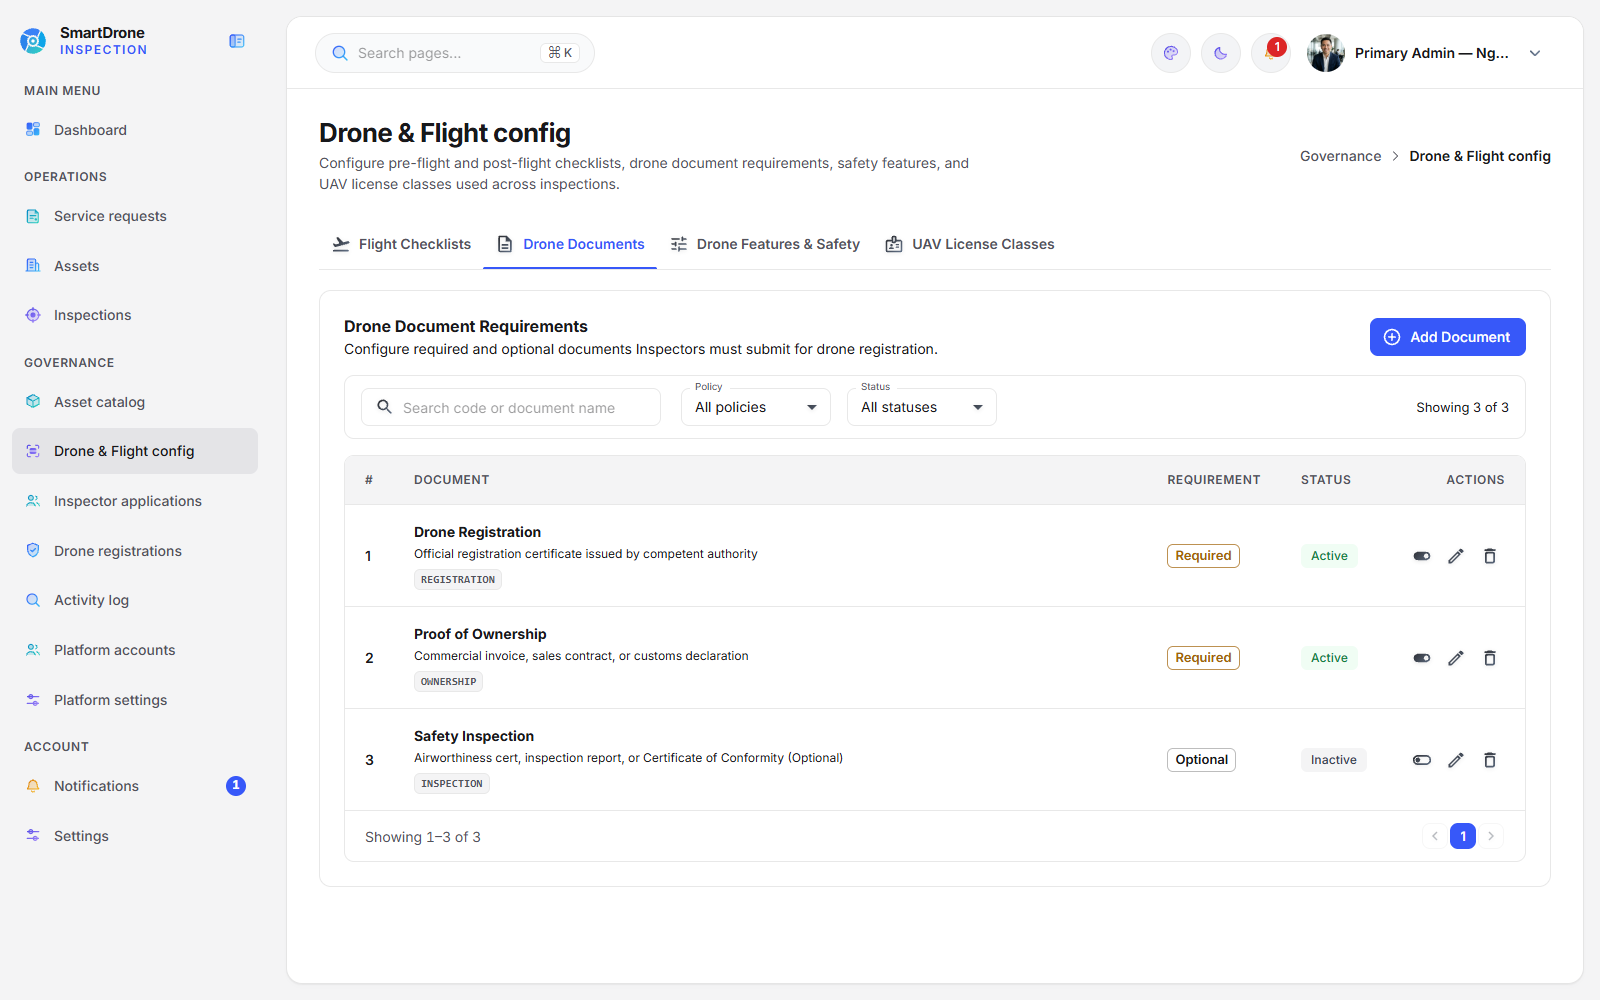 SmartDrone
INSPECTION
MAIN MENU
Dashboard
OPERATIONS
Service requests
Assets
Inspections
GOVERNANCE
Asset catalog
Drone & Flight config
Inspector applications
Drone registrations
Activity log
Platform accounts
Platform settings
ACCOUNT
Notifications 1
Settings
Search pages... ⌘ K
1
Primary Admin — Ng...
Drone & Flight config
Configure pre-flight and post-flight checklists, drone document requirements, safety features, and
UAV license classes used across inspections.
Governance > Drone & Flight config
Flight Checklists Drone Documents Drone Features & Safety UAV License Classes
Drone Document Requirements
Configure required and optional documents Inspectors must submit for drone registration.
Add Document
Search code or document name
Policy
All policies
Status
All statuses
Showing 3 of 3
# DOCUMENT REQUIREMENT STATUS ACTIONS
1
Drone Registration
Official registration certificate issued by competent authority
REGISTRATION
Required Active
2
Proof of Ownership
Commercial invoice, sales contract, or customs declaration
OWNERSHIP
Required Active
3
Safety Inspection
Airworthiness cert, inspection report, or Certificate of Conformity (Optional)
INSPECTION
Optional Inactive
Showing 1–3 of 3
< 1 >